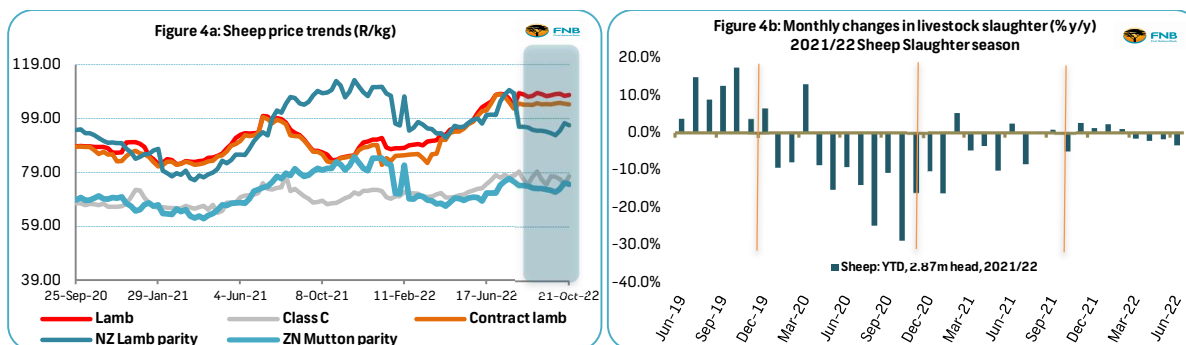 Figure 4a: Sheep price trends (R/kg)
FNB
119.00
99.00
79.00
59.00
39.00
25-Sep-20 29-Jan-21 4-Jun-21 8-Oct-21 11-Feb-22 17-Jun-22 21-Oct-22
Lamb Class C Contract lamb
NZ Lamb parity ZN Mutton parity
Figure 4b: Monthly changes in livestock slaughter (% y/y)
2021/22 Sheep Slaughter season
FNB
20.0%
10.0%
0.0%
-10.0%
-20.0%
-30.0%
-40.0%
Sheep: YTD, 2.87m head, 2021/22
Jun-19 Sep-19 Dec-19 Mar-20 Jun-20 Sep-20 Dec-20 Mar-21 Jun-21 Sep-21 Dec-21 Mar-22 Jun-22